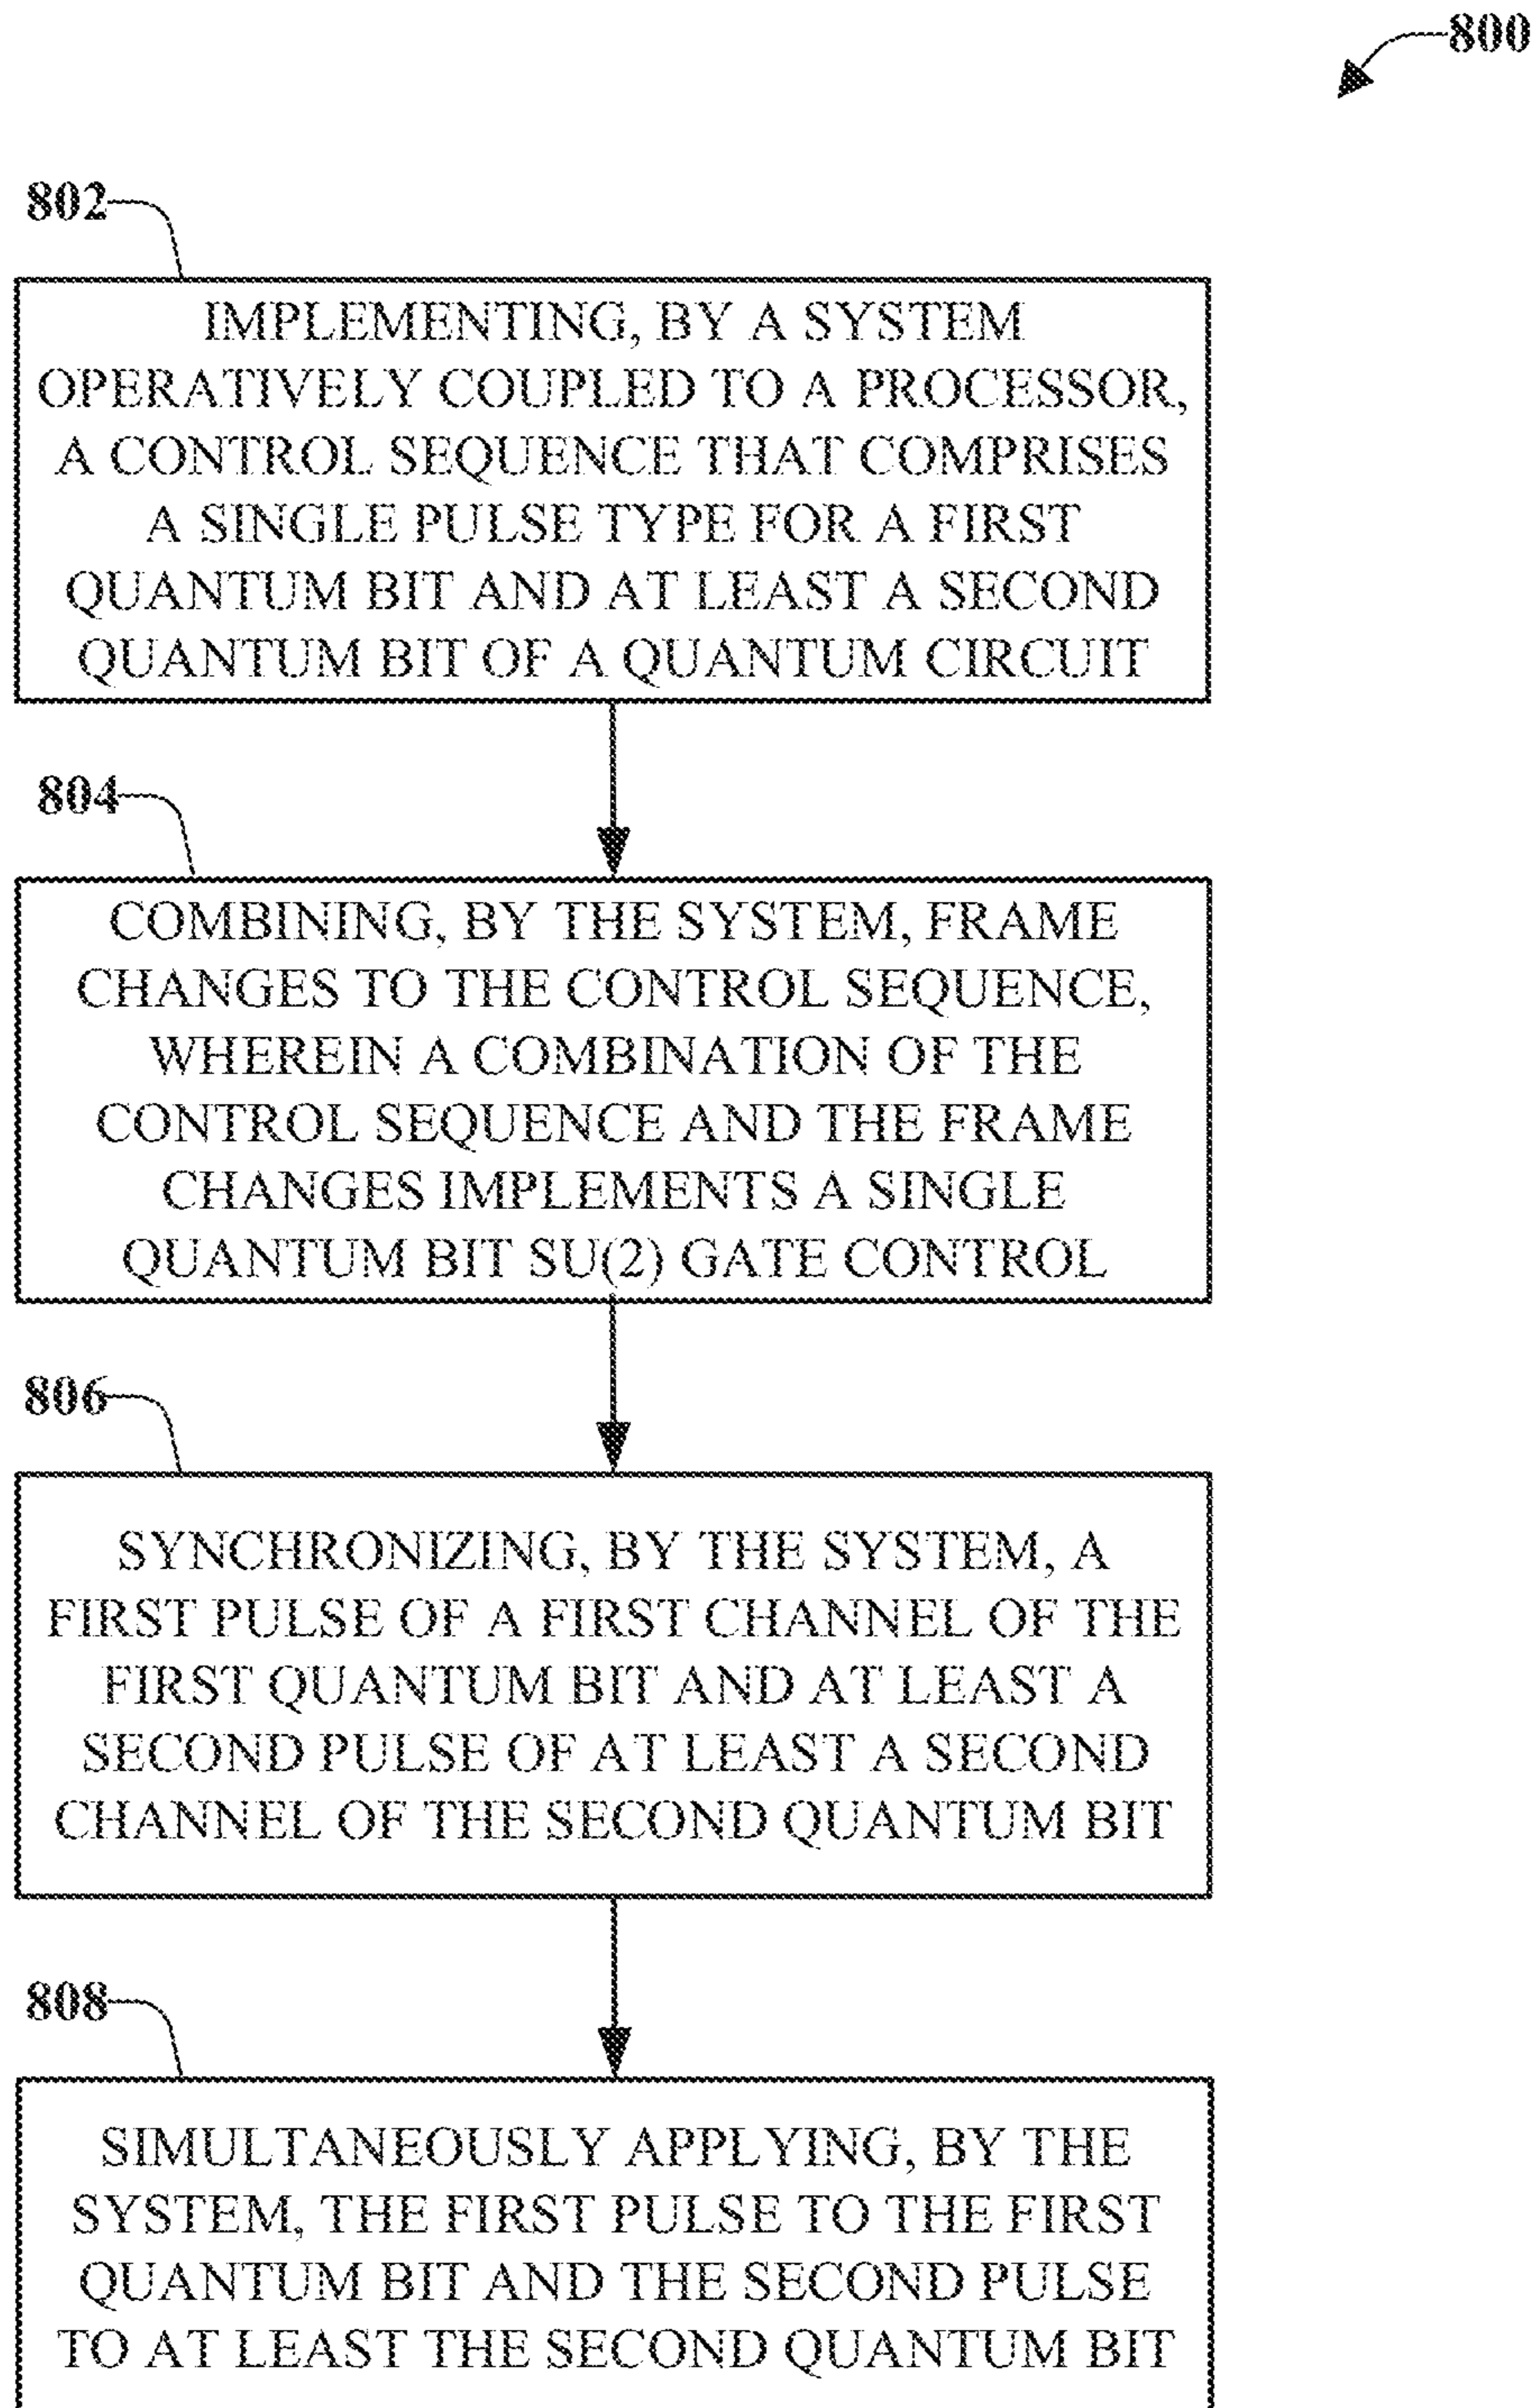 800
802
IMPLEMENTING, BY A SYSTEM
OPERATIVELY COUPLED TO A PROCESSOR,
A CONTROL SEQUENCE THAT COMPRISES
A SINGLE PULSE TYPE FOR A FIRST
QUANTUM BIT AND AT LEAST A SECOND
QUANTUM BIT OF A QUANTUM CIRCUIT
804
COMBINING, BY THE SYSTEM, FRAME
CHANGES TO THE CONTROL SEQUENCE,
WHEREIN A COMBINATION OF THE
CONTROL SEQUENCE AND THE FRAME
CHANGES IMPLEMENTS A SINGLE
QUANTUM BIT SU(2) GATE CONTROL
806
SYNCHRONIZING, BY THE SYSTEM, A
FIRST PULSE OF A FIRST CHANNEL OF THE
FIRST QUANTUM BIT AND AT LEAST A
SECOND PULSE OF AT LEAST A SECOND
CHANNEL OF THE SECOND QUANTUM BIT
808
SIMULTANEOUSLY APPLYING, BY THE
SYSTEM, THE FIRST PULSE TO THE FIRST
QUANTUM BIT AND THE SECOND PULSE
TO AT LEAST THE SECOND QUANTUM BIT